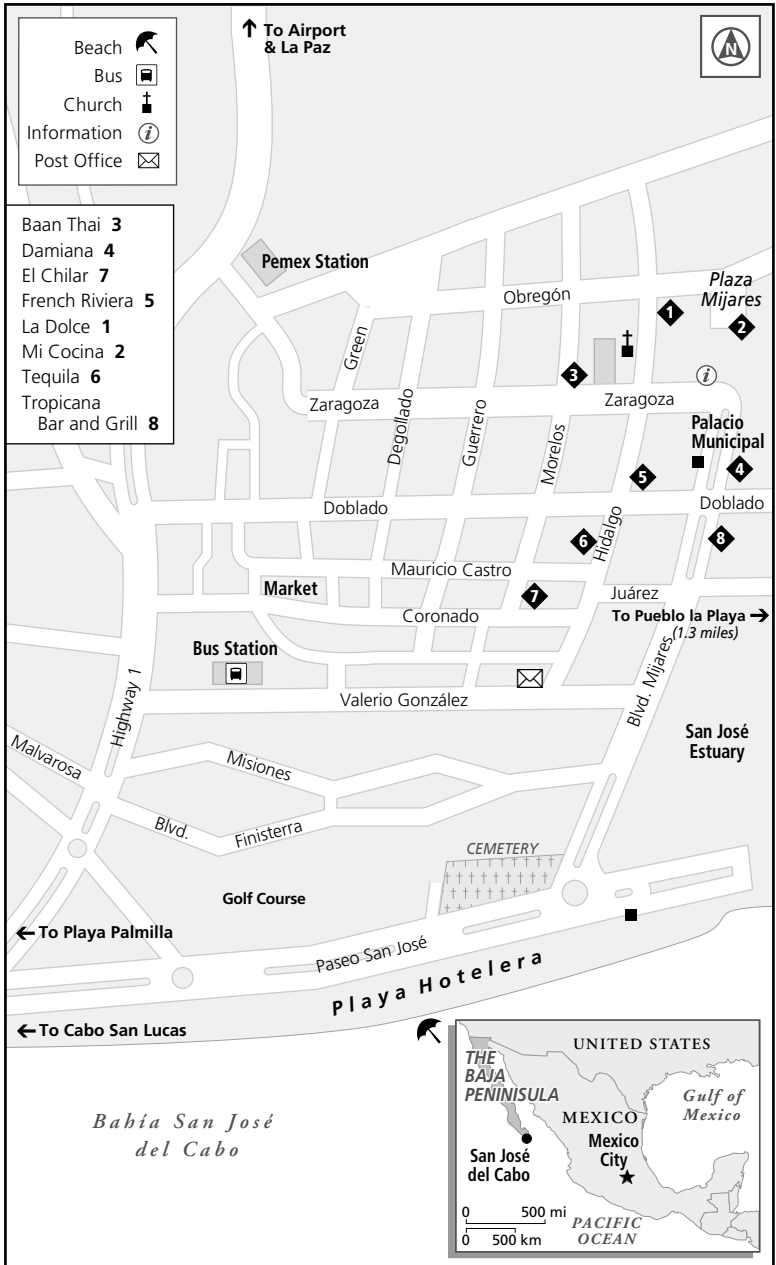 Beach
Bus
Church
Information
i
Post Office
↑ To Airport
& La Paz
N
Baan Thai 3
Damiana 4
El Chilar 7
French Riviera 5
La Dolce 1
Mi Cocina 2
Tequila 6
Tropicana
Bar and Grill 8
Pemex Station
Obregón
Plaza
Mijares
1
2
Green
3
i
Zaragoza
Zaragoza
Degollado
Guerrero
Morelos
Palacio
Municipal
5
4
Doblado
Doblado
Hidalgo
6
8
Mauricio Castro
Market
7
Juárez
Coronado
To Pueblo la Playa →
(1.3 miles)
Bus Station
Valerio González
Blvd. Mijares
Highway 1
San José
Estuary
Malvarosa
Misiones
Blvd.
Finisterra
CEMETERY
Golf Course
← To Playa Palmilla
Paseo San José
Playa Hotelera
← To Cabo San Lucas
Bahía San José
del Cabo
UNITED STATES
THE
BAJA
PENINISULA
Gulf of
Mexico
MEXICO
Mexico
City
San José
del Cabo
0 500 mi
0 500 km
PACIFIC
OCEAN